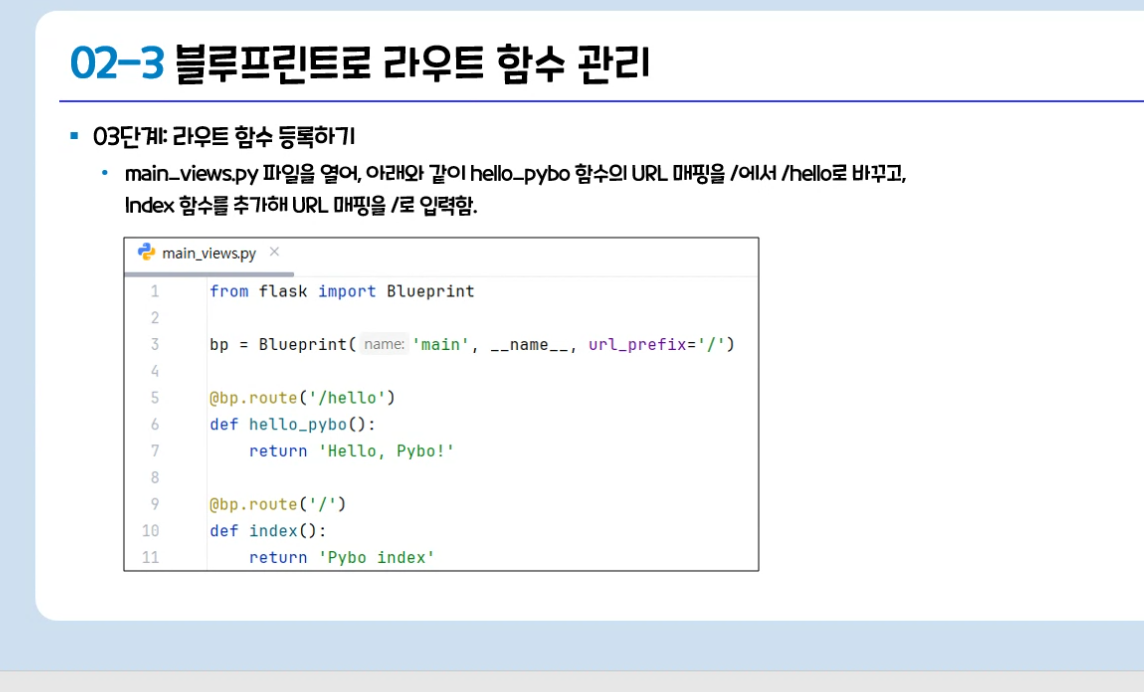 02-3 블루프린트로 라우트 함수 관리
03단계: 라우트 함수 등록하기
main_views.py 파일을 열어, 아래와 같이 hello_pybo 함수의 URL 매핑을 /에서 /hello로 바꾸고,
Index 함수를 추가해 URL 매핑을 /로 입력함.
main_views.py ×
1 from flask import Blueprint
2
3 bp = Blueprint( name: 'main', __name__, url_prefix='/')
4
5 @bp.route('/hello')
6 def hello_pybo():
7     return 'Hello, Pybo!'
8
9 @bp.route('/')
10 def index():
11     return 'Pybo index'